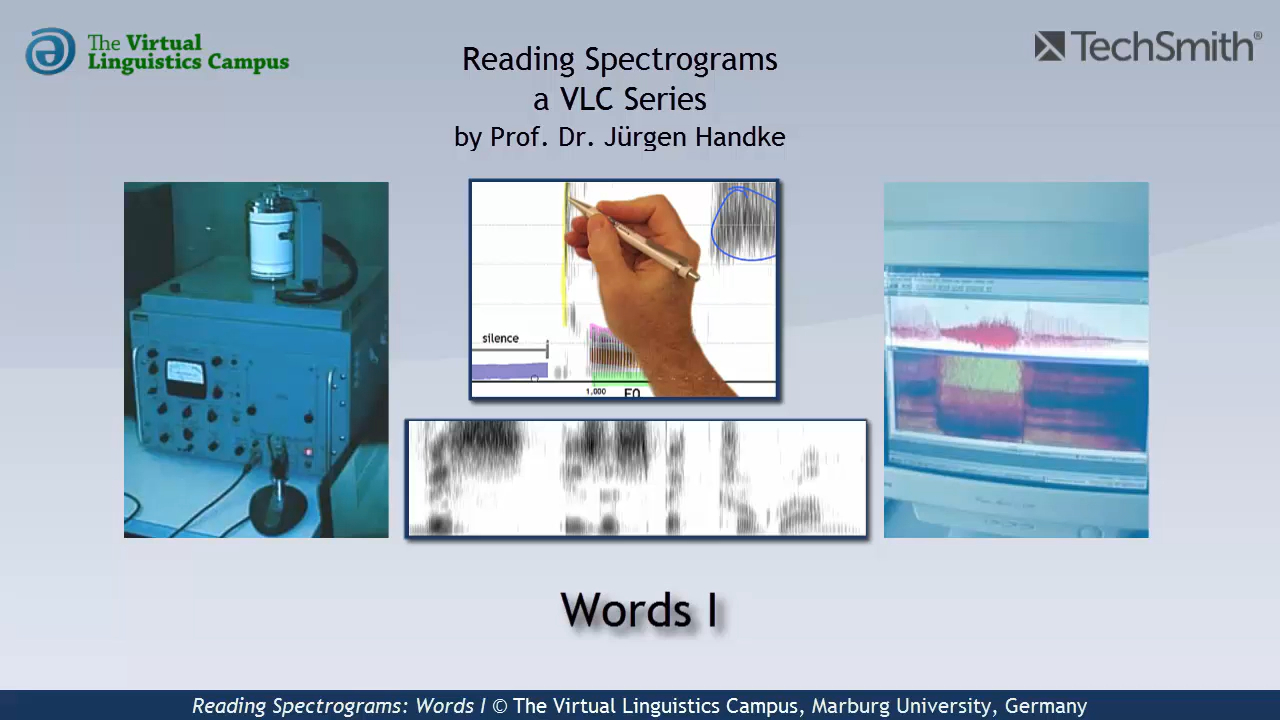 The Virtual
Linguistics Campus
Reading Spectrograms
a VLC Series
by Prof. Dr. Jürgen Handke
TechSmith®
silence
1,000
F0
Words I
Reading Spectrograms: Words I © The Virtual Linguistics Campus, Marburg University, Germany